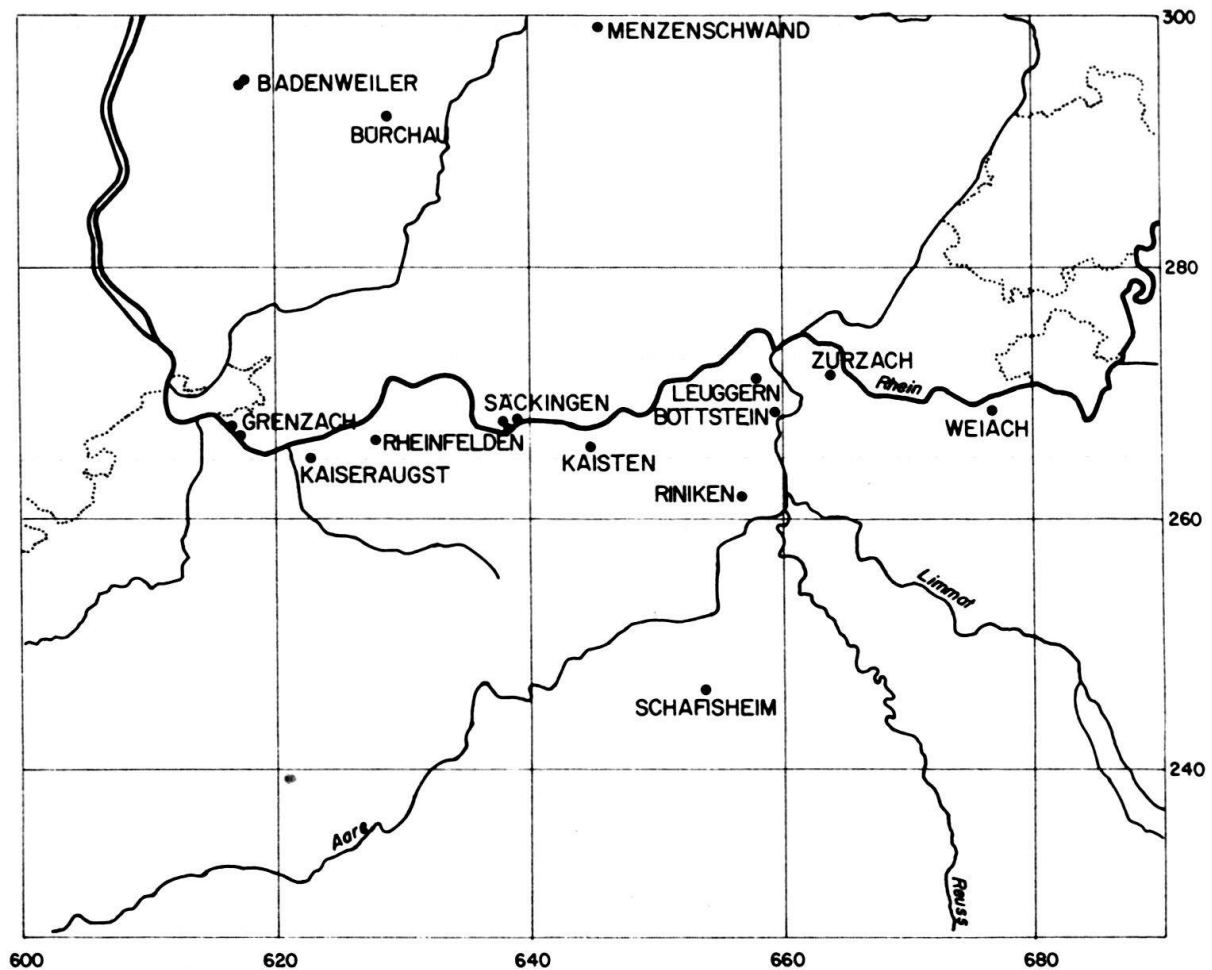 300
MENZENSCHWAND
BADENWEILER
BÜRCHAU
280
ZURZACH
Rhein
LEUGGERN
BÖTTSTEIN
SÄCKINGEN
GRENZACH
RHEINFELDEN
WEIACH
KAISERAUGST
KAISTEN
RINIKEN
260
Limmat
SCHAFISHEIM
240
Aare
Reuss
600
620
640
660
680